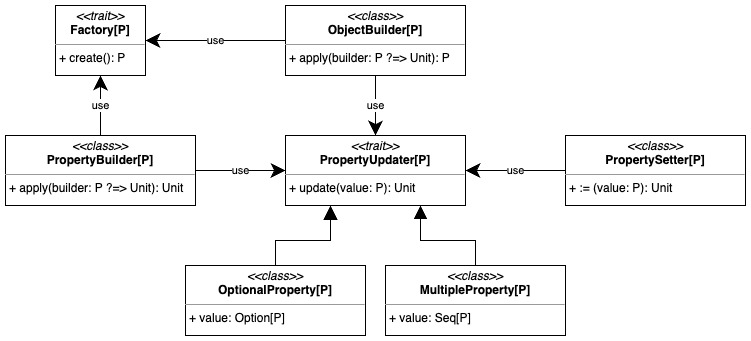 <<trait>>
Factory[P]
+ create(): P
use
<<class>>
ObjectBuilder[P]
+ apply(builder: P ?=> Unit): P
use
use
<<class>>
PropertyBuilder[P]
+ apply(builder: P ?=> Unit): Unit
use
<<trait>>
PropertyUpdater[P]
+ update(value: P): Unit
use
<<class>>
PropertySetter[P]
+ := (value: P): Unit
<<class>>
OptionalProperty[P]
+ value: Option[P]
<<class>>
MultipleProperty[P]
+ value: Seq[P]